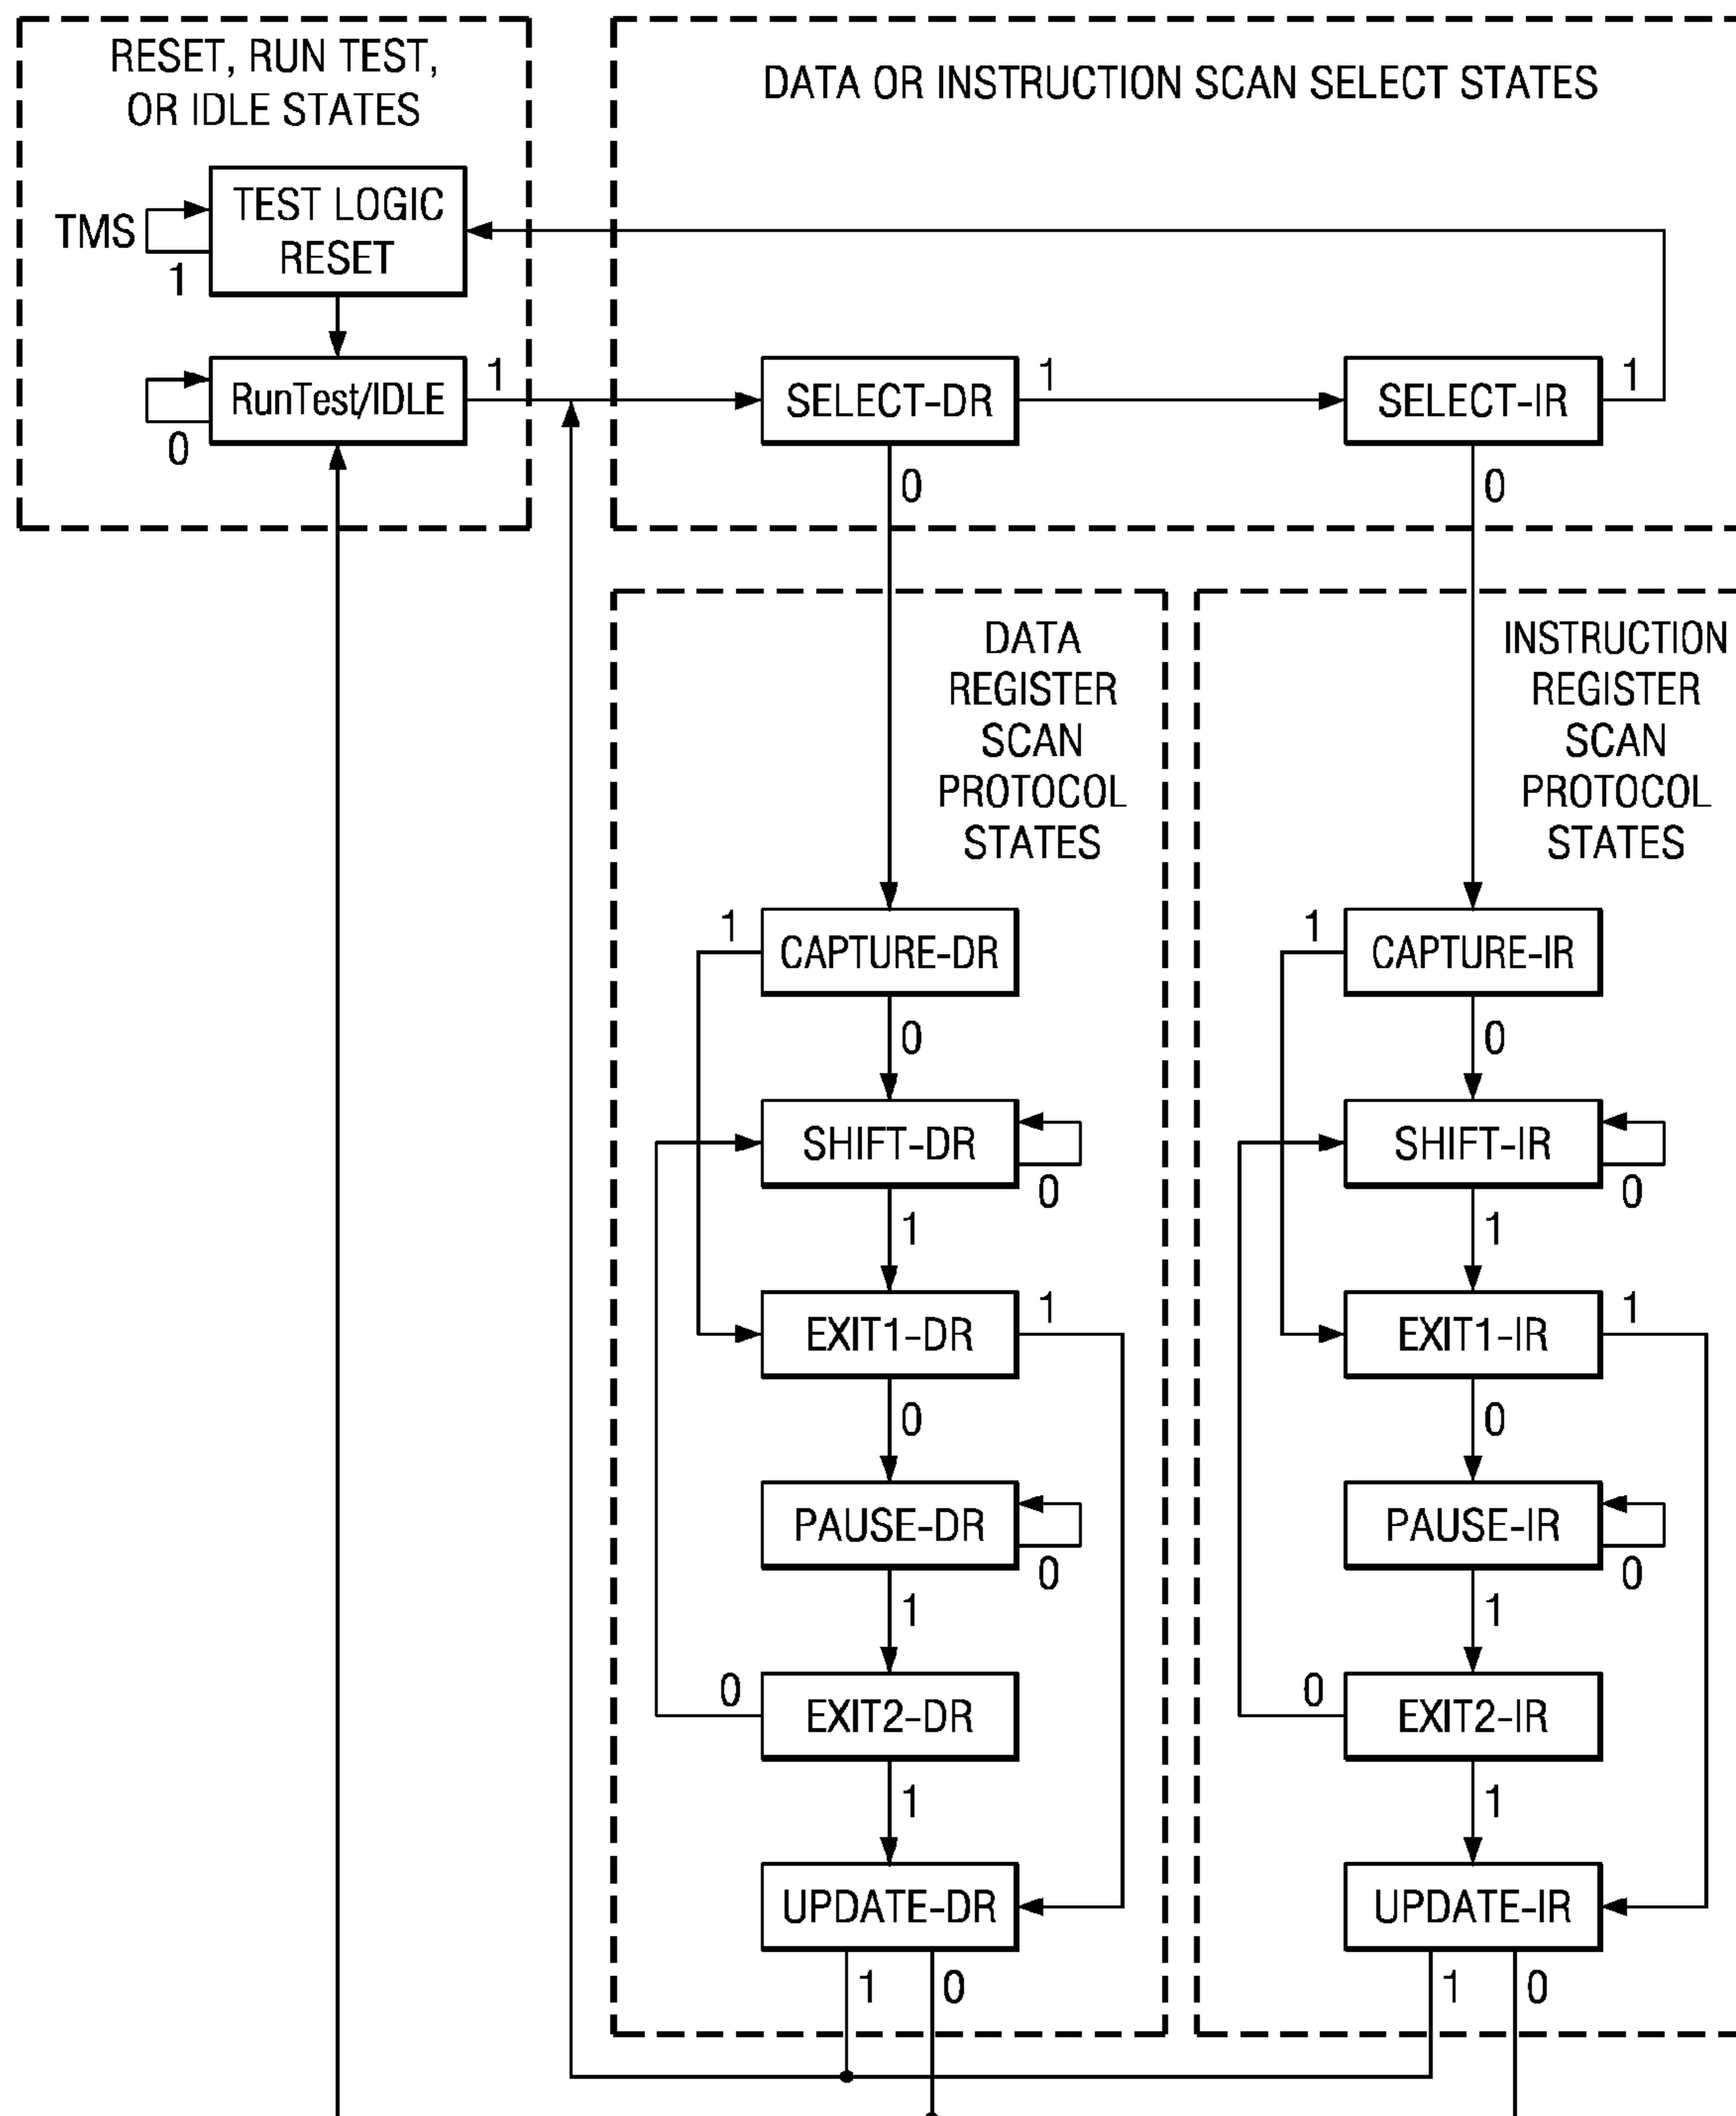 RESET, RUN TEST,
OR IDLE STATES
DATA OR INSTRUCTION SCAN SELECT STATES
TMS
1
TEST LOGIC
RESET
RunTest/IDLE
1
0
SELECT-DR
1
0
SELECT-IR
1
0
DATA
REGISTER
SCAN
PROTOCOL
STATES
1
CAPTURE-DR
0
SHIFT-DR
0
1
EXIT1-DR
1
0
PAUSE-DR
0
1
0
EXIT2-DR
1
UPDATE-DR
1
0
INSTRUCTION
REGISTER
SCAN
PROTOCOL
STATES
1
CAPTURE-IR
0
SHIFT-IR
0
1
EXIT1-IR
1
0
PAUSE-IR
0
1
0
EXIT2-IR
1
UPDATE-IR
1
0